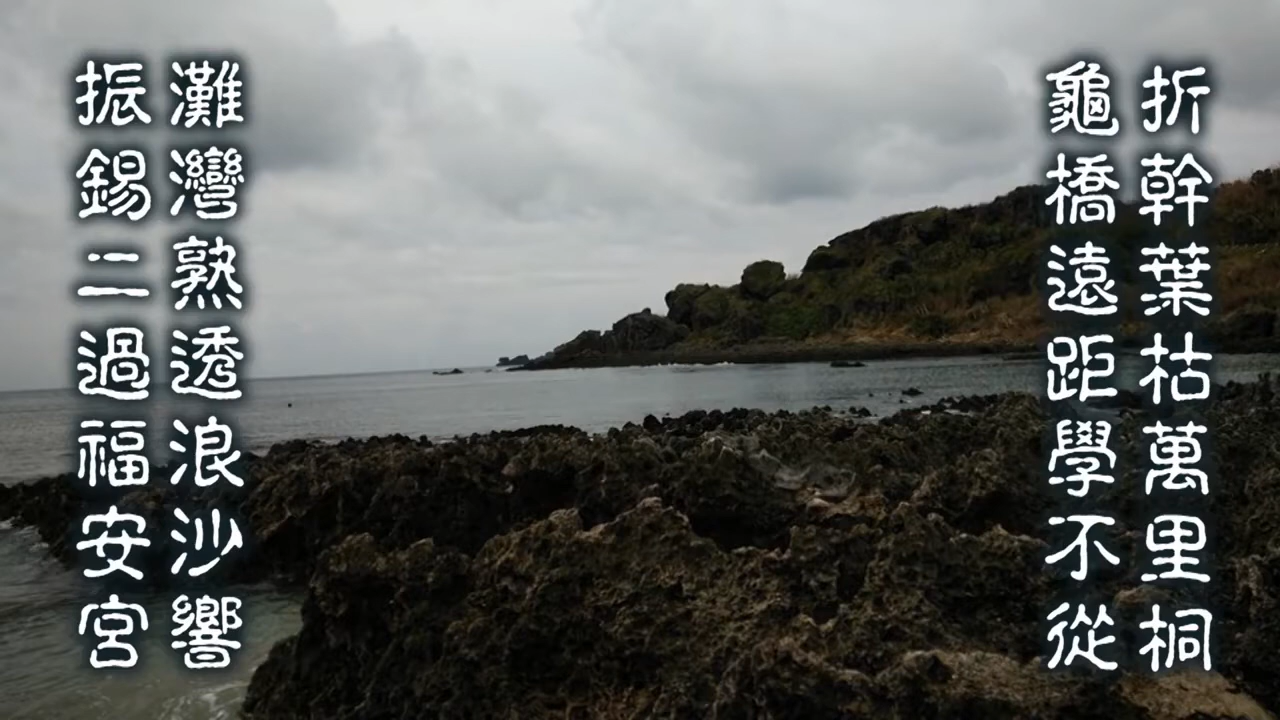 折幹葉枯萬里桐
龜橋遠距學不從
灘灣熟透浪沙響
振錫二過福安宮